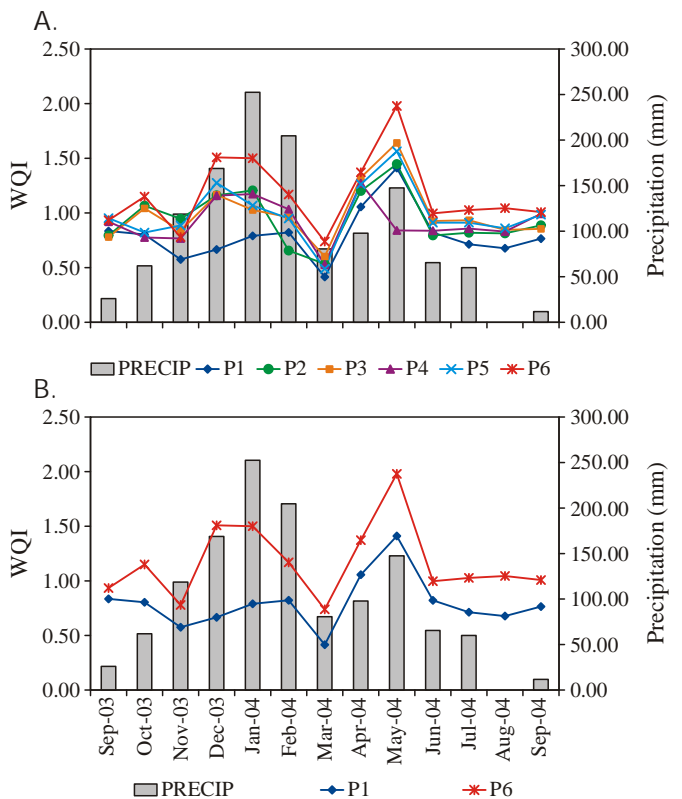 A.
2.50
2.00
1.50
1.00
0.50
0.00
WQI
300.00
250.00
200.00
150.00
100.00
50.00
0.00
Precipitation (mm)
PRECIP P1 P2 P3 P4 P5 P6
B.
2.50
2.00
1.50
1.00
0.50
0.00
WQI
300.00
250.00
200.00
150.00
100.00
50.00
0.00
Precipitation (mm)
Sep-03
Oct-03
Nov-03
Dec-03
Jan-04
Feb-04
Mar-04
Apr-04
May-04
Jun-04
Jul-04
Aug-04
Sep-04
PRECIP P1 P6